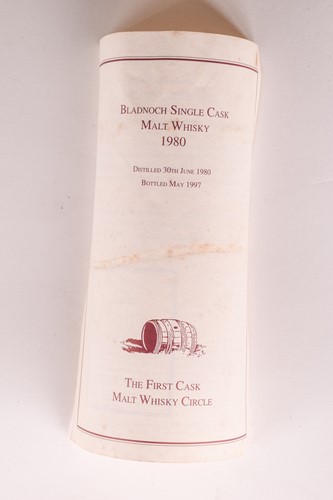 Bladnoch Single Cask
Malt Whisky
1980
Distilled 30th June 1980
Bottled May 1997
The First Cask
Malt Whisky Circle